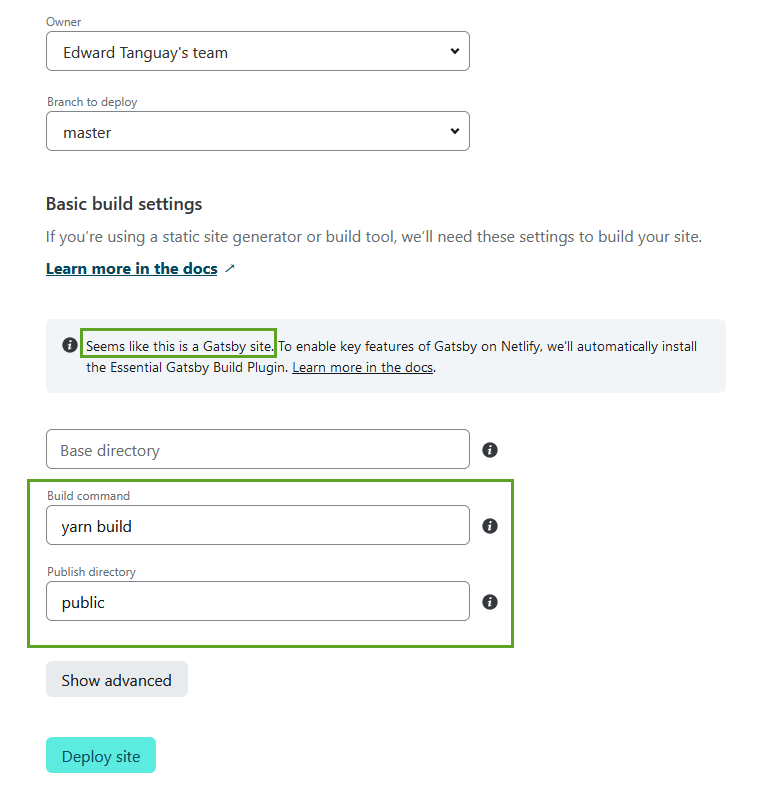 Owner
Edward Tanguay's team
Branch to deploy
master
Basic build settings
If you’re using a static site generator or build tool, we’ll need these settings to build your site.
Learn more in the docs ↗
Seems like this is a Gatsby site. To enable key features of Gatsby on Netlify, we'll automatically install
the Essential Gatsby Build Plugin. Learn more in the docs.
Base directory
Build command
yarn build
Publish directory
public
Show advanced
Deploy site